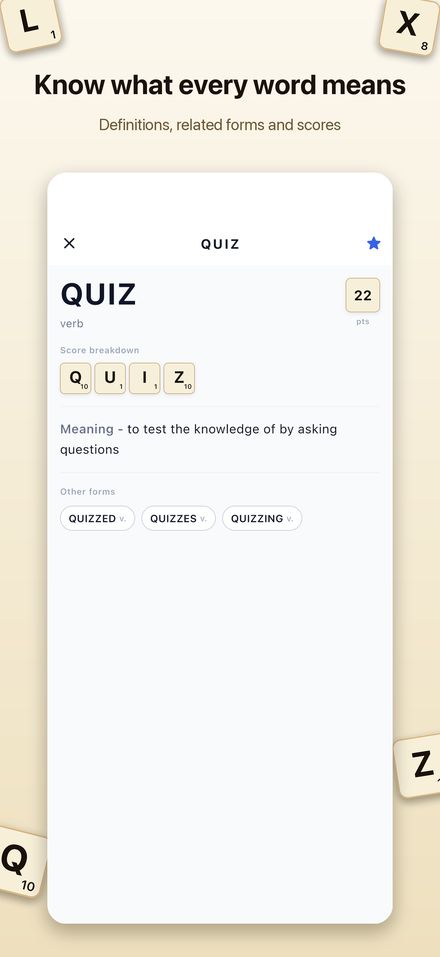 L 1
X 8
Know what every word means
Definitions, related forms and scores
QUIZ
QUIZ
22
verb
pts
Score breakdown
Q 10 U 1 I 1 Z 10
Meaning - to test the knowledge of by asking
questions
Other forms
QUIZZED v. QUIZZES v. QUIZZING v.
Z
Q 10